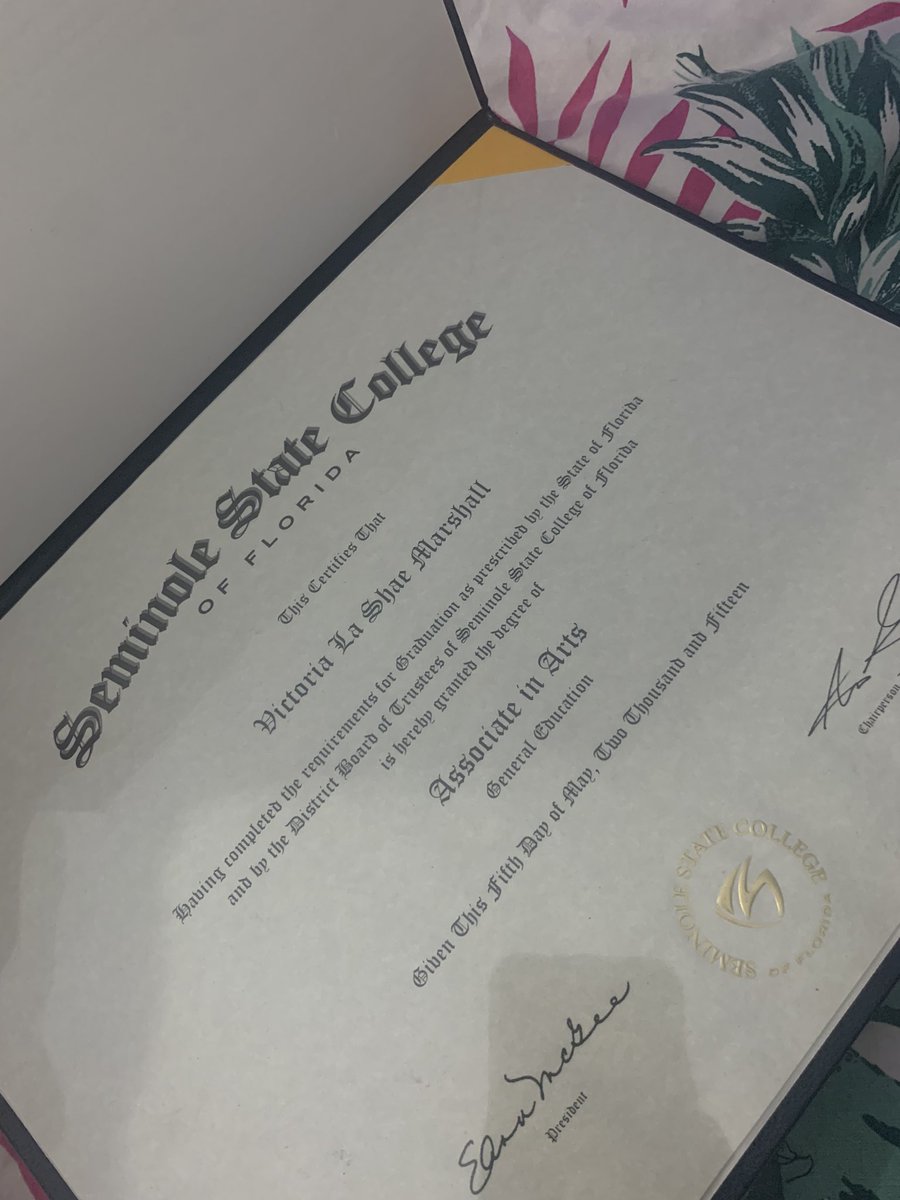 Seminole State College
OF FLORIDA
This Certifies That
Victoria La Shae Marshall
Having completed the requirements for Graduation as prescribed by the State of Florida
and by the District Board of Trustees of Seminole State College of Florida
is hereby granted the degree of
Associate in Arts
General Education
Given This Fifth Day of May, Two Thousand and Fifteen
Chairperson
SEMINOLE STATE COLLEGE
OF FLORIDA
E. Ann McGee
President